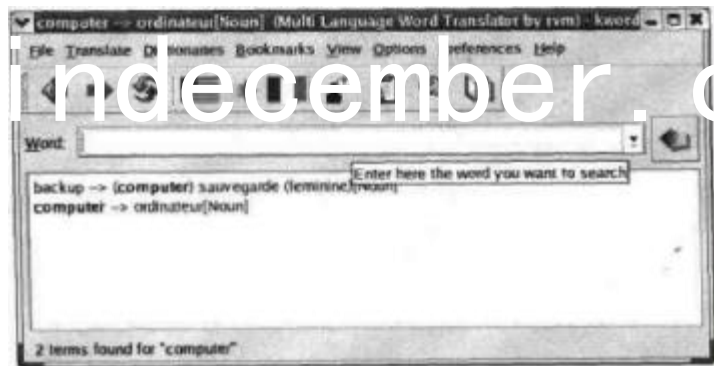 computer --> ordinateur[Noun] (Multi Language Word Translator by rvm) - kword
File Translate Dictionaries Bookmarks View Options Preferences Help
indecember.
Word:
Enter here the word you want to search
backup --> (computer) sauvegarde (feminine)[Noun]
computer --> ordinateur[Noun]
2 terms found for "computer"